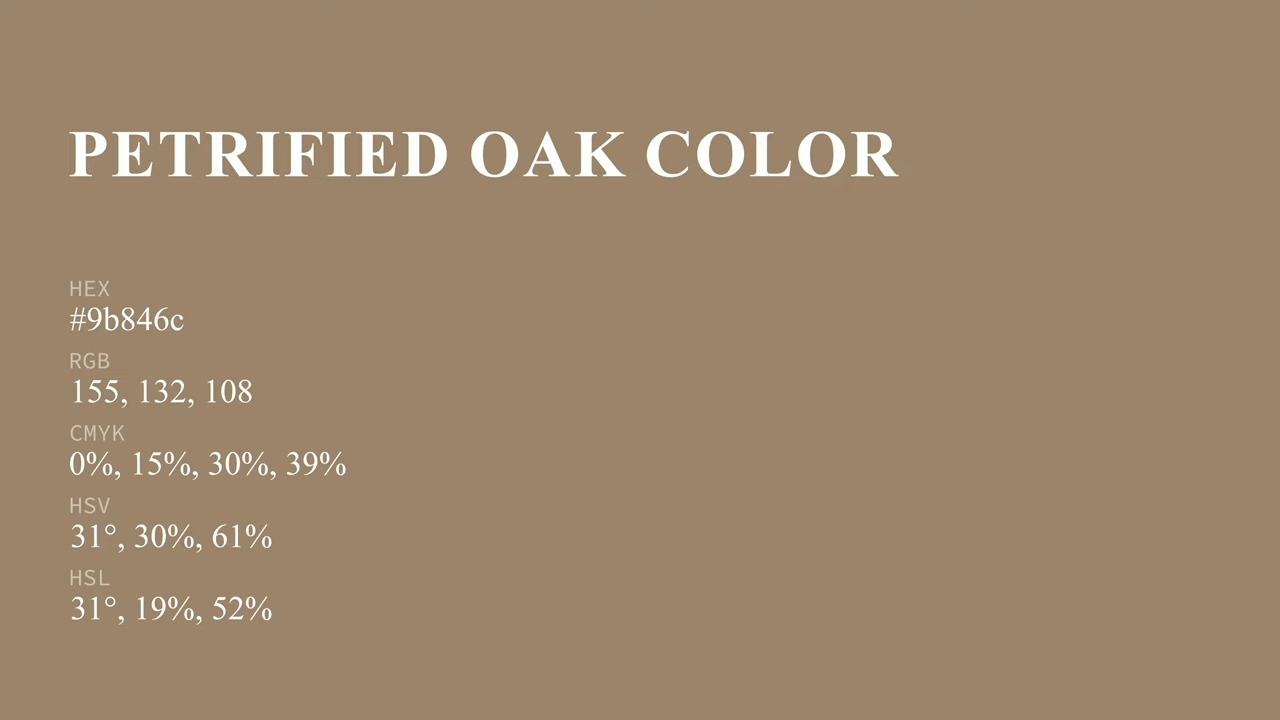 PETRIFIED OAK COLOR
HEX
#9b846c
RGB
155, 132, 108
CMYK
0%, 15%, 30%, 39%
HSV
31°, 30%, 61%
HSL
31°, 19%, 52%